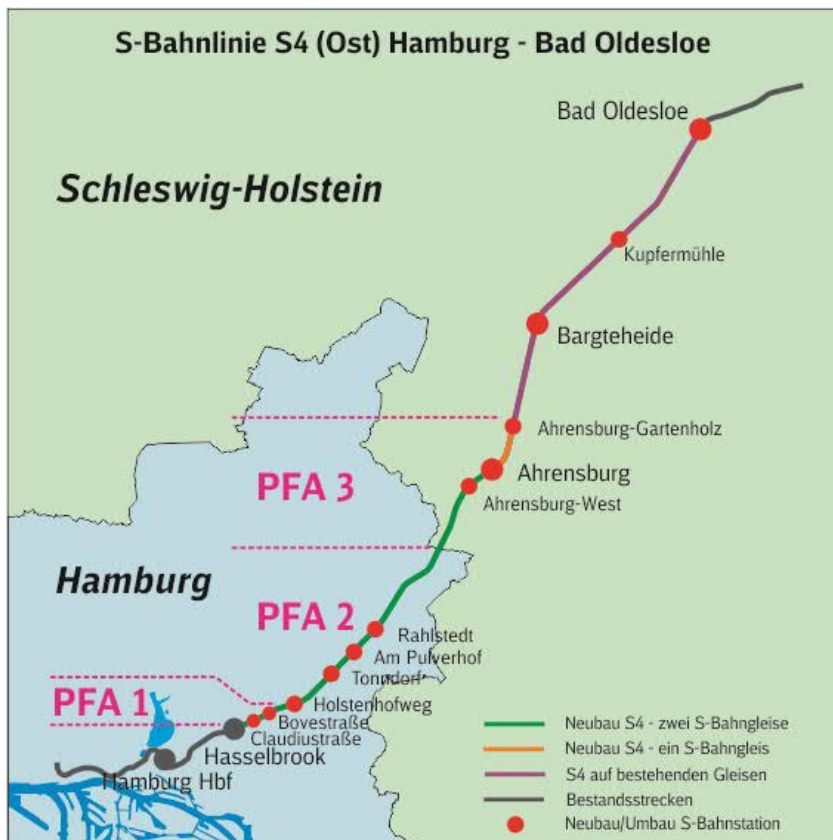 S-Bahnlinie S4 (Ost) Hamburg - Bad Oldesloe
Bad Oldesloe
Schleswig-Holstein
Kupfermühle
Bargteheide
Ahrensburg-Gartenholz
Ahrensburg
PFA 3
Ahrensburg-West
Hamburg
PFA 2
Rahlstedt
Am Pulverhof
Tonndorf
PFA 1
Holstenhofweg
Bovestraße
Claudiustraße
Hasselbrook
Hamburg Hbf
Neubau S4 - zwei S-Bahngleise
Neubau S4 - ein S-Bahngleis
S4 auf bestehenden Gleisen
Bestandsstrecken
Neubau/Umbau S-Bahnstation